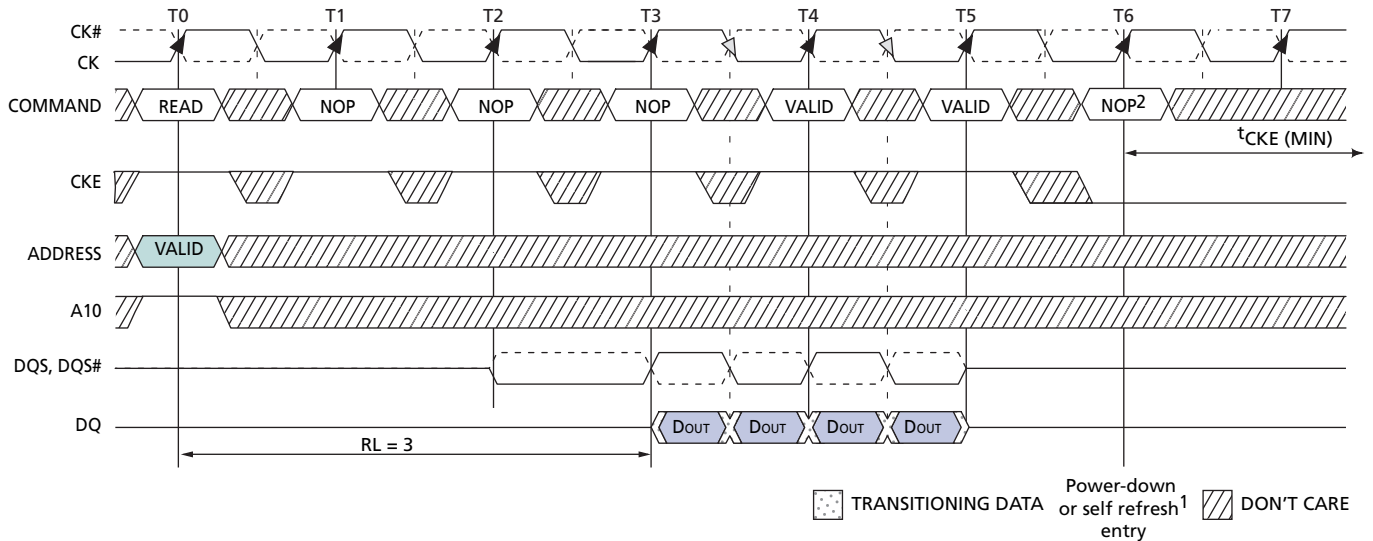 T0 T1 T2 T3 T4 T5 T6 T7
CK#
CK
COMMAND READ NOP NOP NOP VALID VALID NOP2
tCKE (MIN)
CKE
ADDRESS VALID
A10
DQS, DQS#
DQ DOUT DOUT DOUT DOUT
RL = 3
TRANSITIONING DATA
Power-down
or self refresh1
entry
DON'T CARE